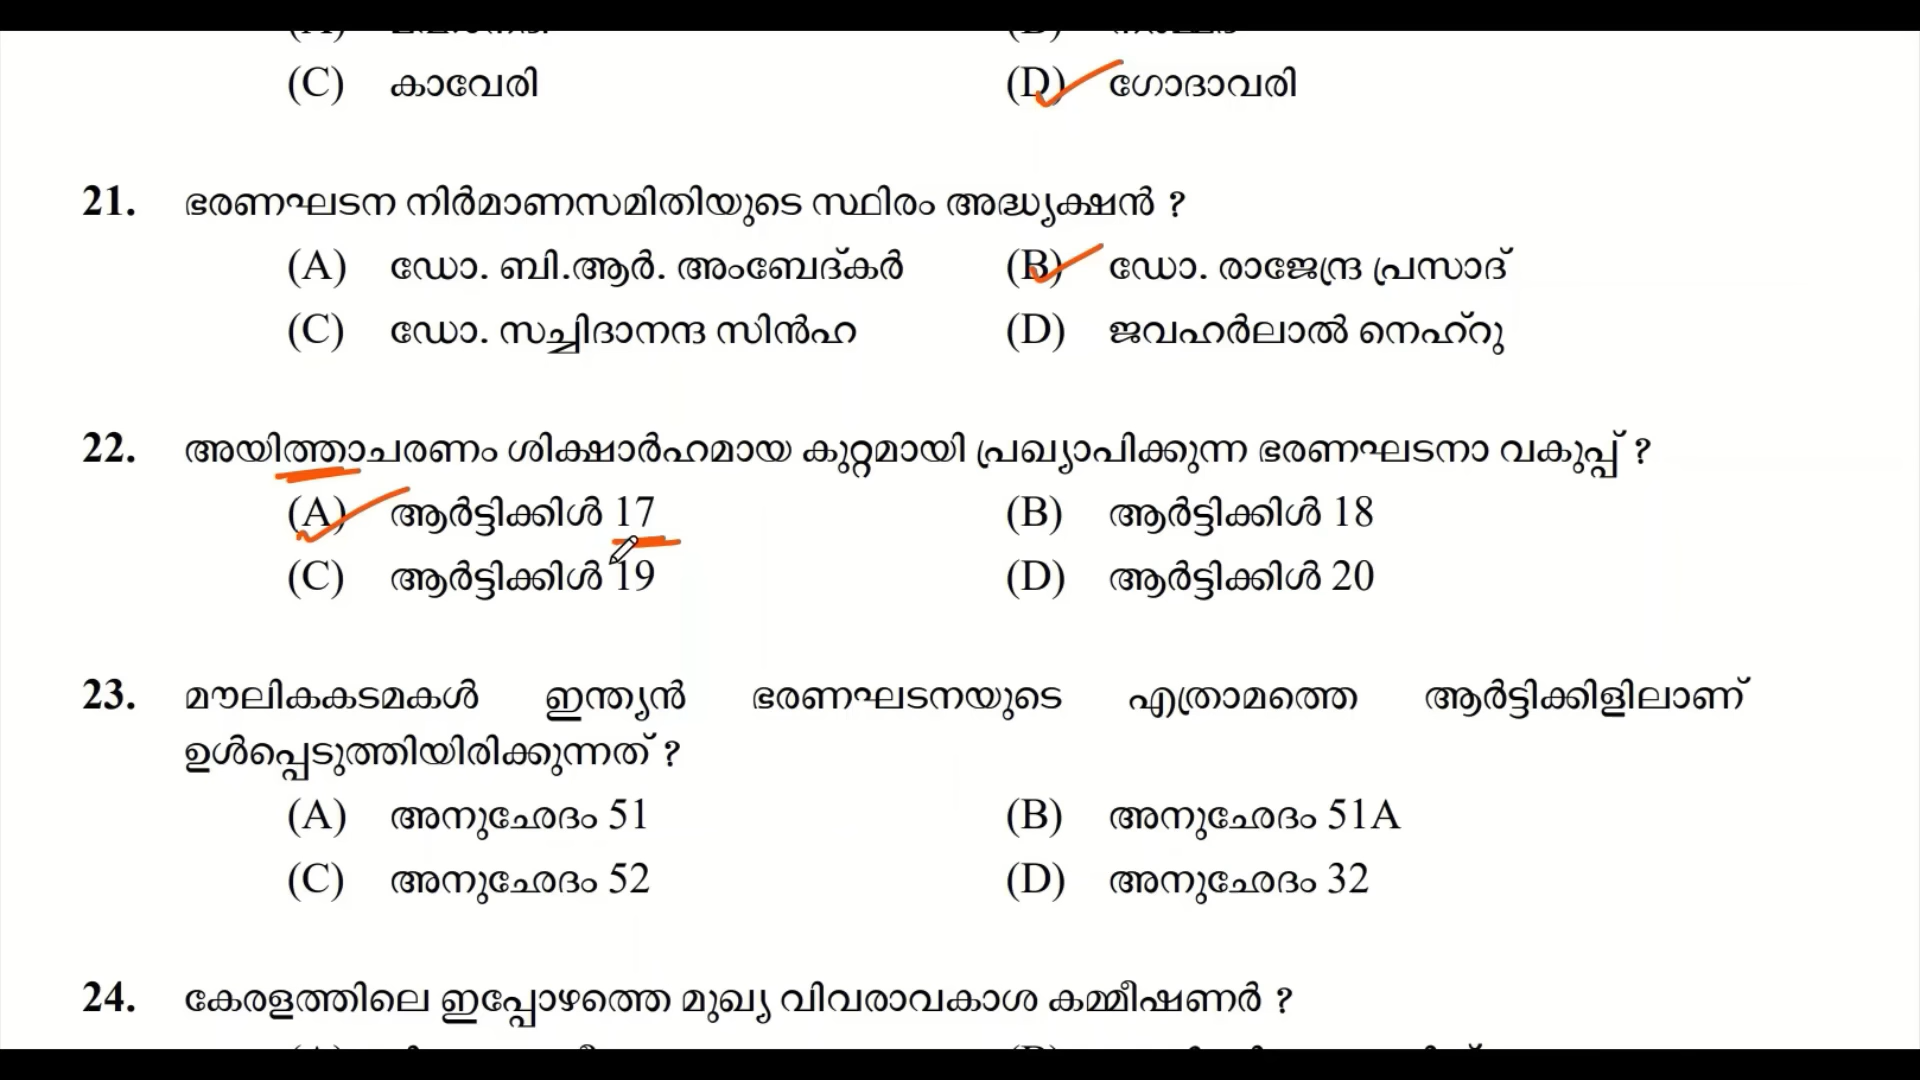 (C) കാവേരി (D) ഗോദാവരി
21. ഭരണഘടന നിർമാണസമിതിയുടെ സ്ഥിരം അദ്ധ്യക്ഷൻ ?
(A) ഡോ. ബി.ആർ. അംബേദ്കർ (B) ഡോ. രാജേന്ദ്ര പ്രസാദ്
(C) ഡോ. സച്ചിദാനന്ദ സിൻഹ (D) ജവഹർലാൽ നെഹ്റു
22. അയിത്താചരണം ശിക്ഷാർഹമായ കുറ്റമായി പ്രഖ്യാപിക്കുന്ന ഭരണഘടനാ വകുപ്പ് ?
(A) ആർട്ടിക്കിൾ 17 (B) ആർട്ടിക്കിൾ 18
(C) ആർട്ടിക്കിൾ 19 (D) ആർട്ടിക്കിൾ 20
23. മൗലികകടമകൾ ഇന്ത്യൻ ഭരണഘടനയുടെ എത്രാമത്തെ ആർട്ടിക്കിളിലാണ്
ഉൾപ്പെടുത്തിയിരിക്കുന്നത് ?
(A) അനുഛേദം 51 (B) അനുഛേദം 51A
(C) അനുഛേദം 52 (D) അനുഛേദം 32
24. കേരളത്തിലെ ഇപ്പോഴത്തെ മുഖ്യ വിവരാവകാശ കമ്മീഷണർ ?